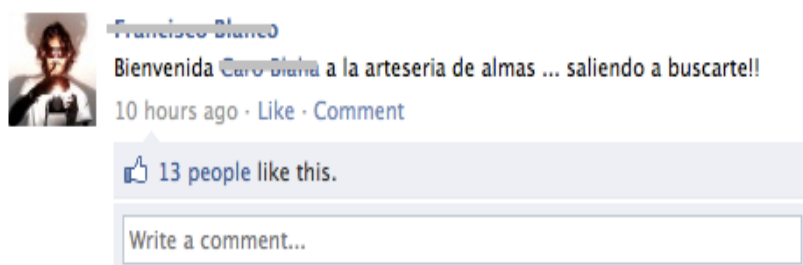 Bienvenida a la arteseria de almas ... saliendo a buscarte!!
10 hours ago · Like · Comment
13 people like this.
Write a comment...